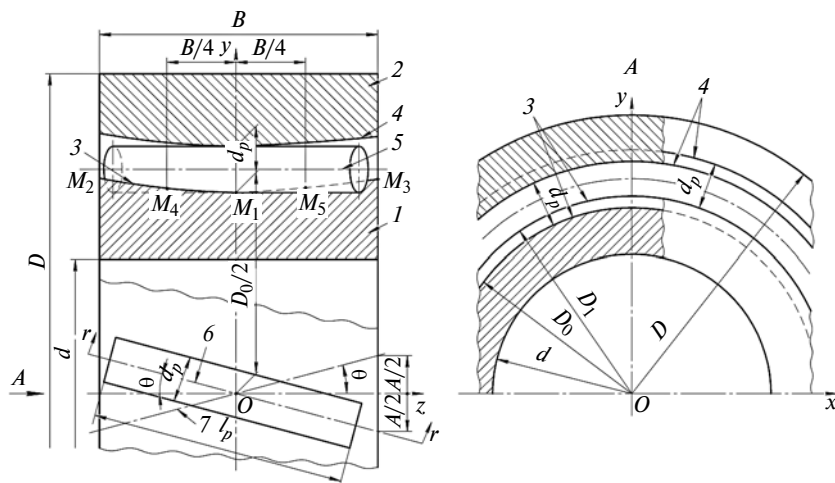 B
B/4 y B/4
2
4
5
3
d_p
M_2 M_4 M_1 M_5 M_3
1
D
D_0/2
d
r
6
d_p
θ θ
A
A/2 A/2
O z
7 l_p
r
A
y
3 4
d_p d_p
D_1
D_0 D
d
O x